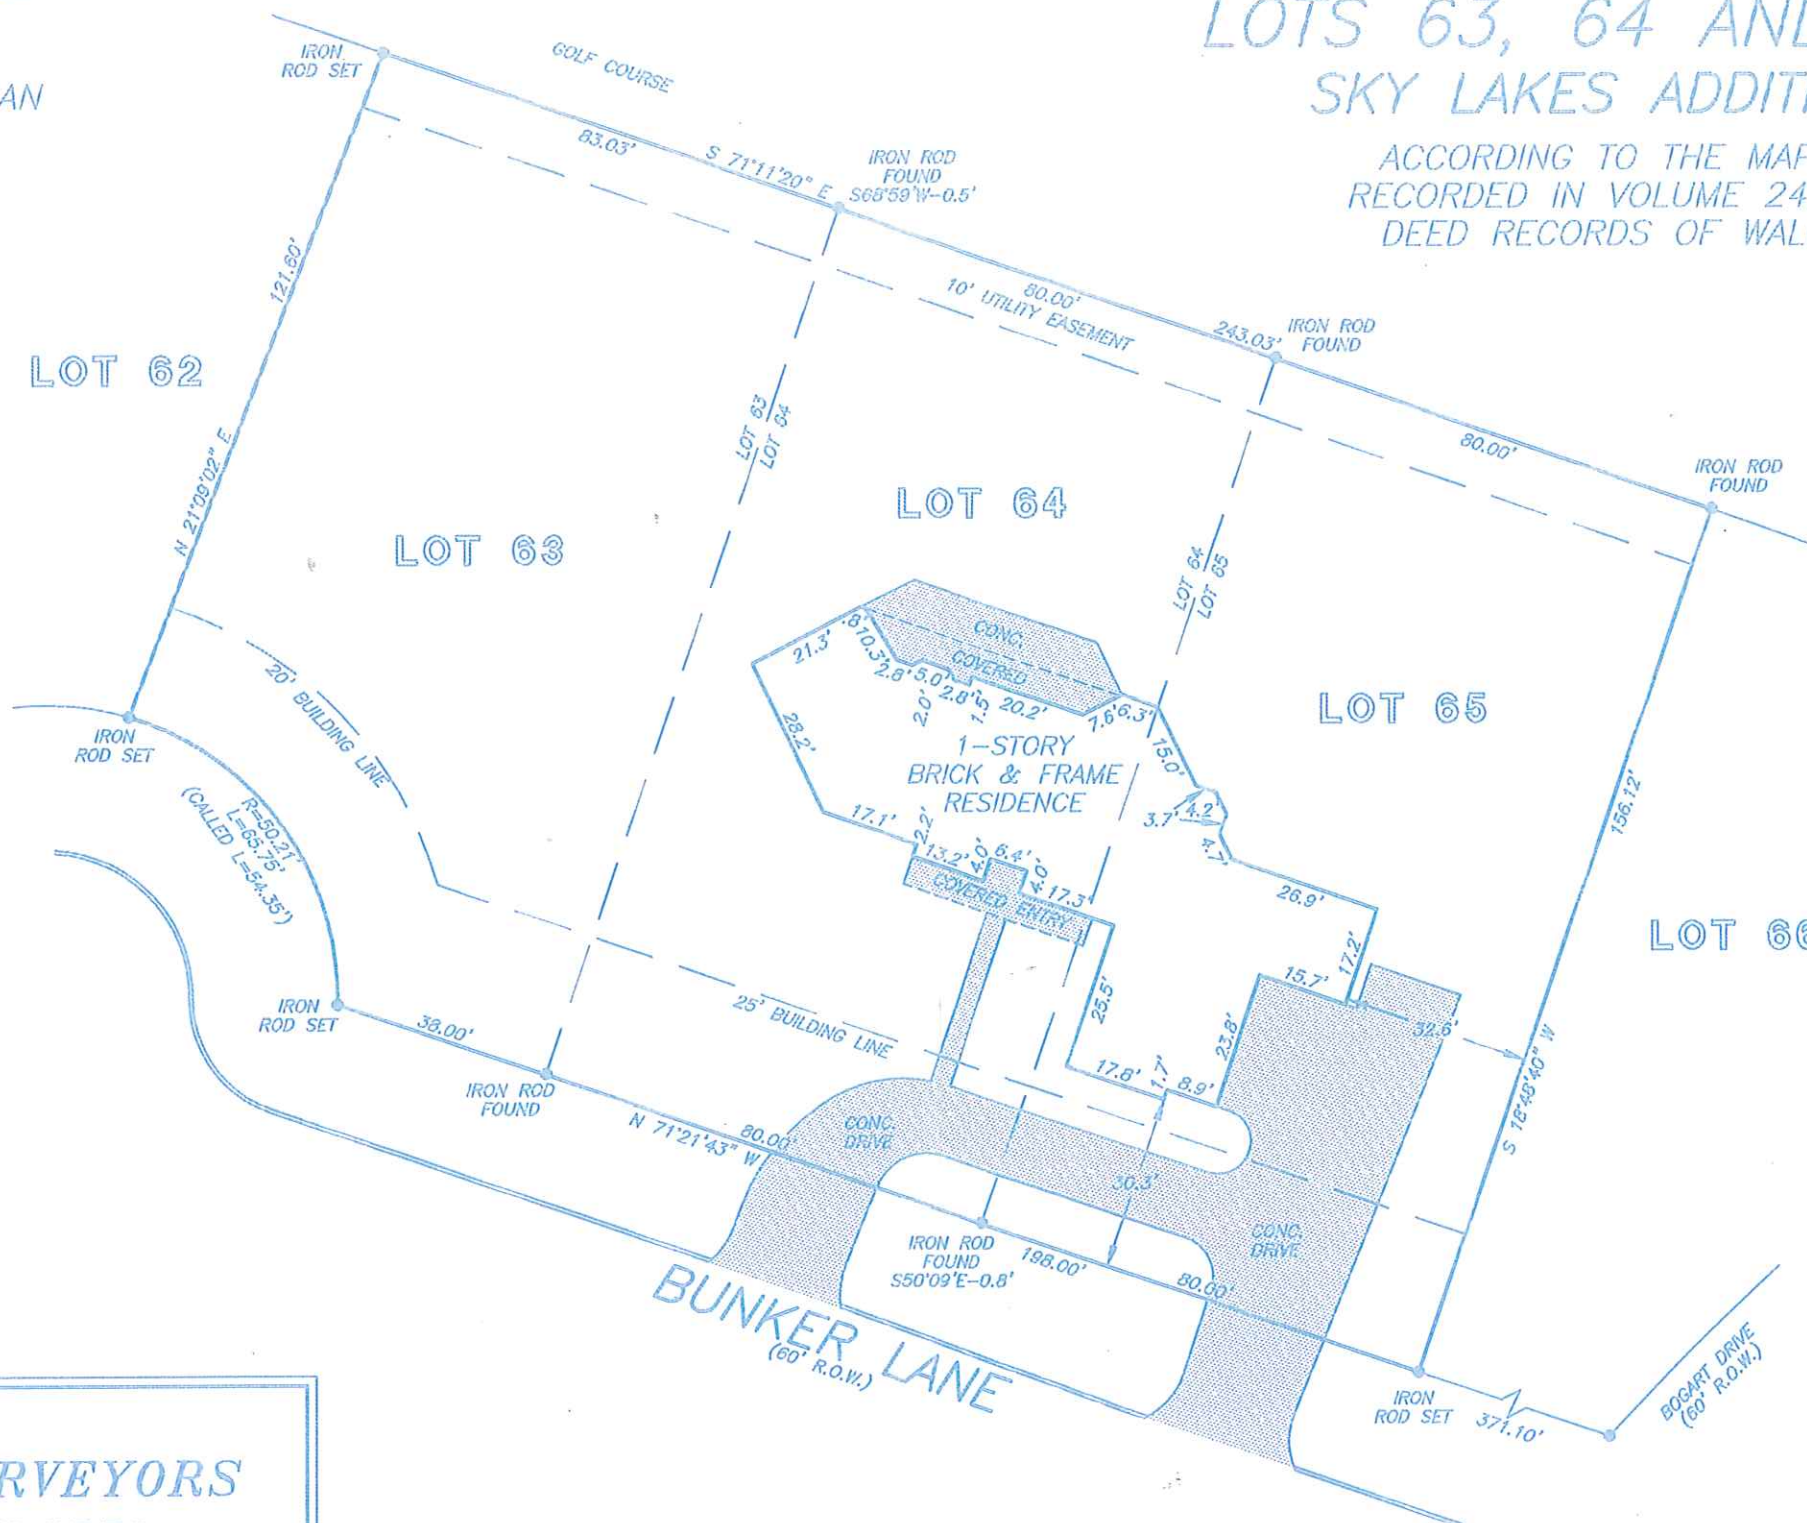 LOTS 63, 64 AND
SKY LAKES ADDITI
ACCORDING TO THE MAP
RECORDED IN VOLUME 24
DEED RECORDS OF WAL
AN
IRON
ROD SET
GOLF COURSE
83.03'
S 71°11'20" E
IRON ROD
FOUND
S68°59'W-0.5'
10' UTILITY EASEMENT
80.00'
243.03'
IRON ROD
FOUND
80.00'
IRON ROD
FOUND
121.60'
N 21°09'02" E
LOT 62
LOT 63
LOT 64
LOT 63
LOT 64
LOT 64
LOT 65
LOT 65
LOT 66
156.12'
S 18°48'40" W
CONC.
COVERED
21.3'
.8'
10.3'
2.8'
5.0'
2.0'
2.8'
1.5'
20.2'
7.6'
6.3'
28.2'
15.0'
1-STORY
BRICK & FRAME
RESIDENCE
4.2'
3.7'
4.7'
17.1'
2.2'
13.2'
4.0'
6.4'
4.0'
17.3'
COVERED ENTRY
26.9'
17.2'
15.7'
32.6'
25.5'
23.8'
17.8'
1.7'
8.9'
20' BUILDING LINE
IRON
ROD SET
R=50.21'
L=65.75'
(CALLED L=54.35')
IRON
ROD SET
38.00'
25' BUILDING LINE
IRON ROD
FOUND
N 71°21'43" W
80.00'
CONC.
DRIVE
30.3'
CONC.
DRIVE
IRON ROD
FOUND
S50°09'E-0.8'
198.00'
80.00'
BUNKER LANE
(60' R.O.W.)
IRON
ROD SET
371.10'
BOGART DRIVE
(60' R.O.W.)
RVEYORS